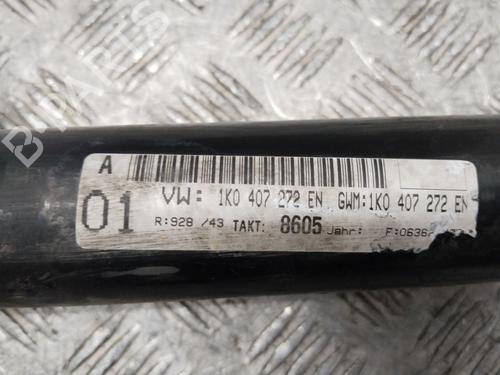 A
01
VW: 1K0 407 272 EN GWM:1K0 407 272 EN
R:928 /43 TAKT: 8605 Jahr: F:0636
B PARTS